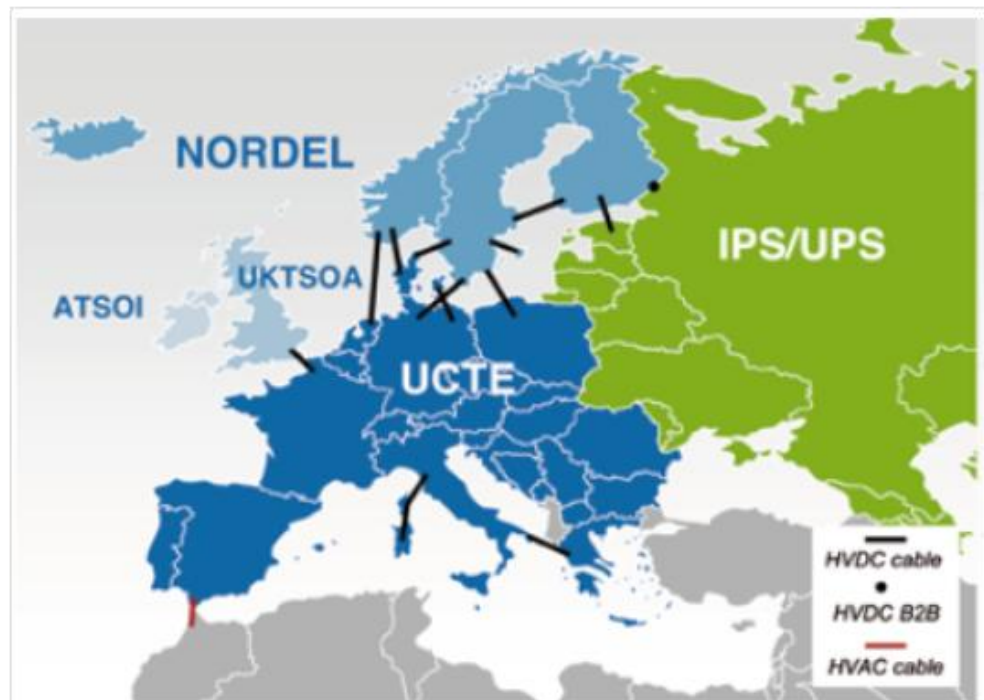 NORDEL
IPS/UPS
UKTSOA
ATSOI
UCTE
HVDC cable
HVDC B2B
HVAC cable